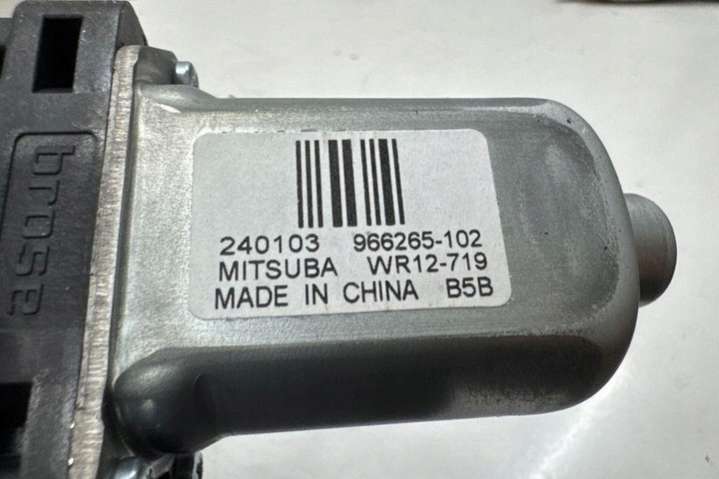 brose
240103 966265-102
MITSUBA WR12-719
MADE IN CHINA B5B